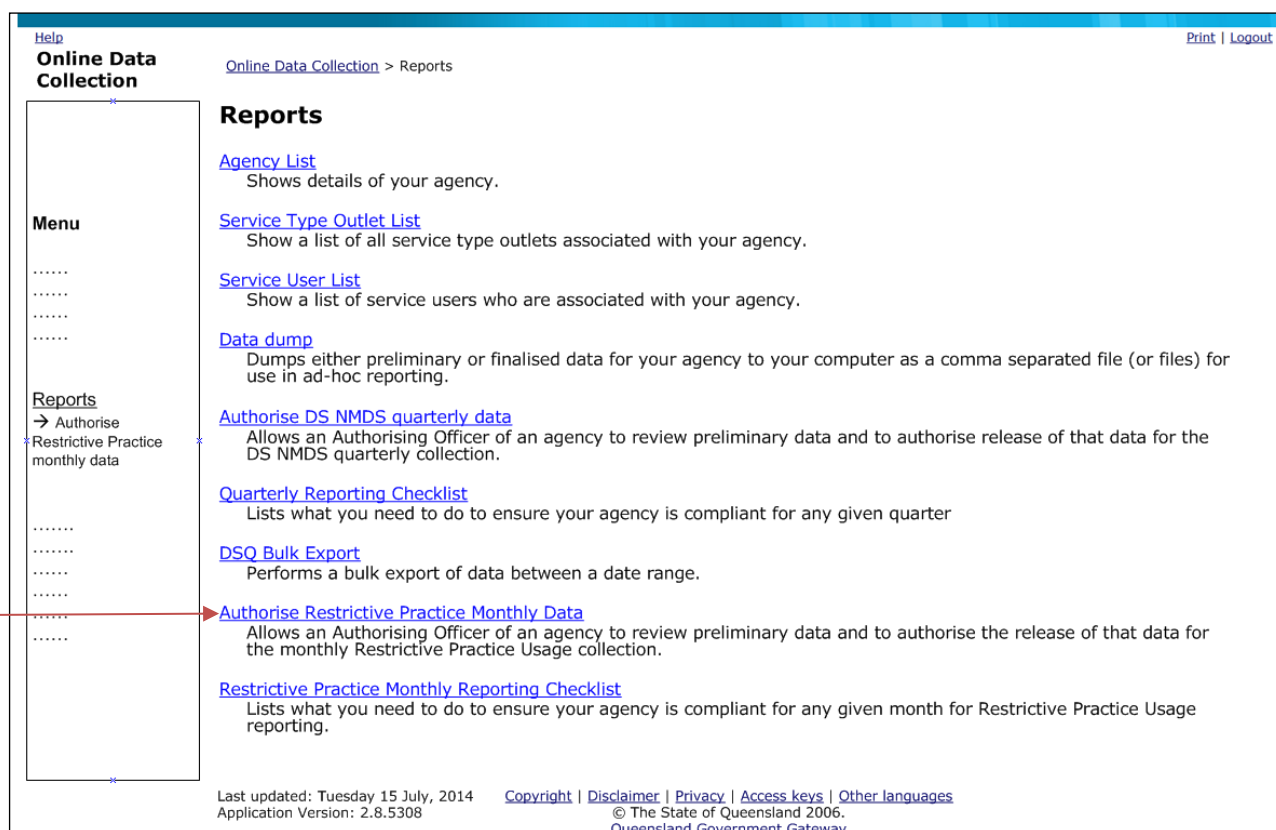 Help
Print | Logout
Online Data
Collection
Online Data Collection > Reports
Menu
......
......
......
......
Reports
→ Authorise
Restrictive Practice
monthly data
.......
.......
......
......
......
......
Reports
Agency List
Shows details of your agency.
Service Type Outlet List
Show a list of all service type outlets associated with your agency.
Service User List
Show a list of service users who are associated with your agency.
Data dump
Dumps either preliminary or finalised data for your agency to your computer as a comma separated file (or files) for
use in ad-hoc reporting.
Authorise DS NMDS quarterly data
Allows an Authorising Officer of an agency to review preliminary data and to authorise release of that data for the
DS NMDS quarterly collection.
Quarterly Reporting Checklist
Lists what you need to do to ensure your agency is compliant for any given quarter
DSQ Bulk Export
Performs a bulk export of data between a date range.
Authorise Restrictive Practice Monthly Data
Allows an Authorising Officer of an agency to review preliminary data and to authorise the release of that data for
the monthly Restrictive Practice Usage collection.
Restrictive Practice Monthly Reporting Checklist
Lists what you need to do to ensure your agency is compliant for any given month for Restrictive Practice Usage
reporting.
Last updated: Tuesday 15 July, 2014
Application Version: 2.8.5308
Copyright | Disclaimer | Privacy | Access keys | Other languages
© The State of Queensland 2006.
Queensland Government Gateway